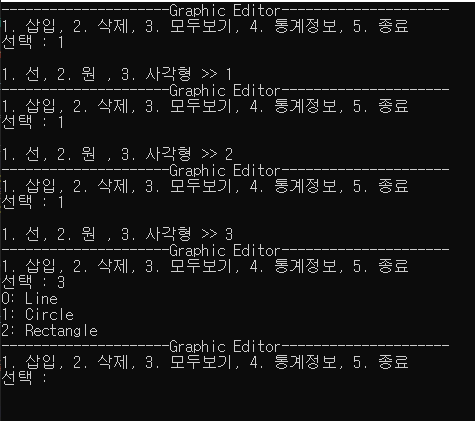 --------------------Graphic Editor--------------------
1. 삽입, 2. 삭제, 3. 모두보기, 4. 통계정보, 5. 종료
선택 : 1
1. 선, 2. 원 , 3. 사각형 >> 1
--------------------Graphic Editor--------------------
1. 삽입, 2. 삭제, 3. 모두보기, 4. 통계정보, 5. 종료
선택 : 1
1. 선, 2. 원 , 3. 사각형 >> 2
--------------------Graphic Editor--------------------
1. 삽입, 2. 삭제, 3. 모두보기, 4. 통계정보, 5. 종료
선택 : 1
1. 선, 2. 원 , 3. 사각형 >> 3
--------------------Graphic Editor--------------------
1. 삽입, 2. 삭제, 3. 모두보기, 4. 통계정보, 5. 종료
선택 : 3
0: Line
1: Circle
2: Rectangle
--------------------Graphic Editor--------------------
1. 삽입, 2. 삭제, 3. 모두보기, 4. 통계정보, 5. 종료
선택 :